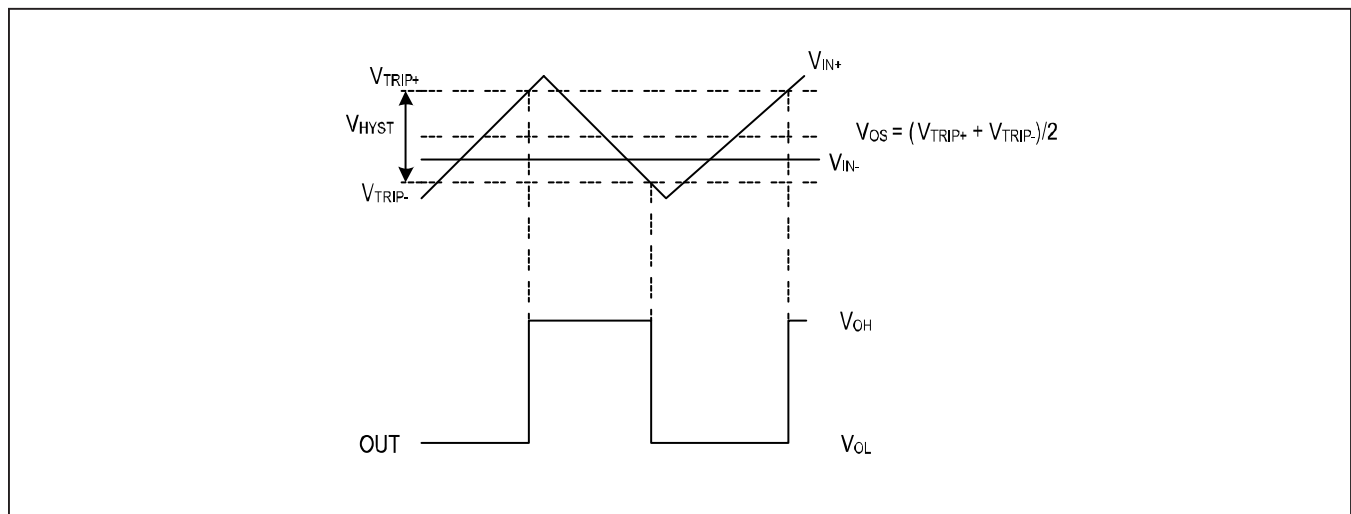 VIN+
VTRIP+
VHYST
VOS = (VTRIP+ + VTRIP-)/2
VIN-
VTRIP-
VOH
OUT
VOL